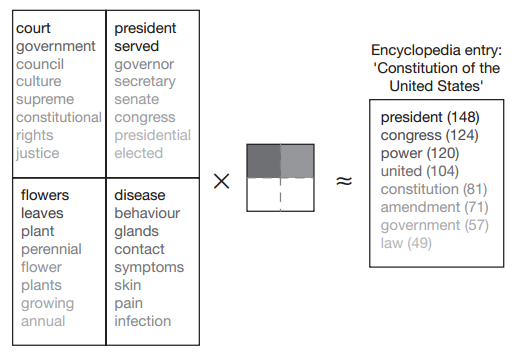 court
government
council
culture
supreme
constitutional
rights
justice
president
served
governor
secretary
senate
congress
presidential
elected
flowers
leaves
plant
perennial
flower
plants
growing
annual
disease
behaviour
glands
contact
symptoms
skin
pain
infection
×
≈
Encyclopedia entry:
'Constitution of the
United States'
president (148)
congress (124)
power (120)
united (104)
constitution (81)
amendment (71)
government (57)
law (49)